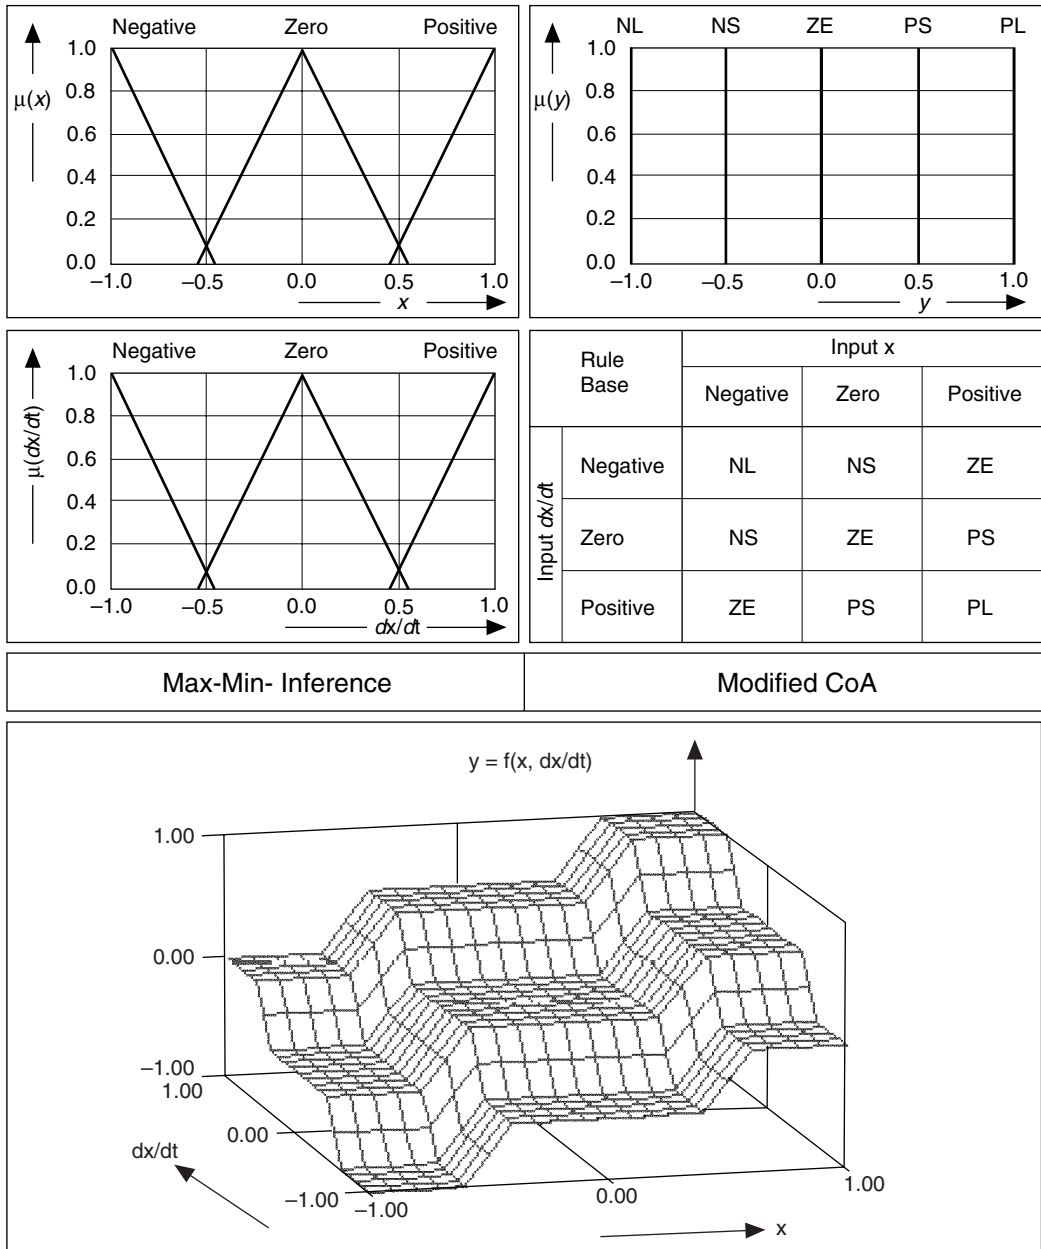 Negative Zero Positive
1.0
0.8
μ(x)
0.6
0.4
0.2
0.0
−1.0 −0.5 0.0 0.5 1.0
x
NL NS ZE PS PL
1.0
0.8
μ(y)
0.6
0.4
0.2
0.0
−1.0 −0.5 0.0 0.5 1.0
y
Negative Zero Positive
1.0
0.8
μ(dx/dt)
0.6
0.4
0.2
0.0
−1.0 −0.5 0.0 0.5 1.0
dx/dt
Rule
Base
Input x
Negative Zero Positive
Input dx/dt
Negative NL NS ZE
Zero NS ZE PS
Positive ZE PS PL
Max-Min- Inference
Modified CoA
y = f(x, dx/dt)
1.00
0.00
−1.00
1.00
0.00
dx/dt
−1.00
−1.00
0.00
1.00
x